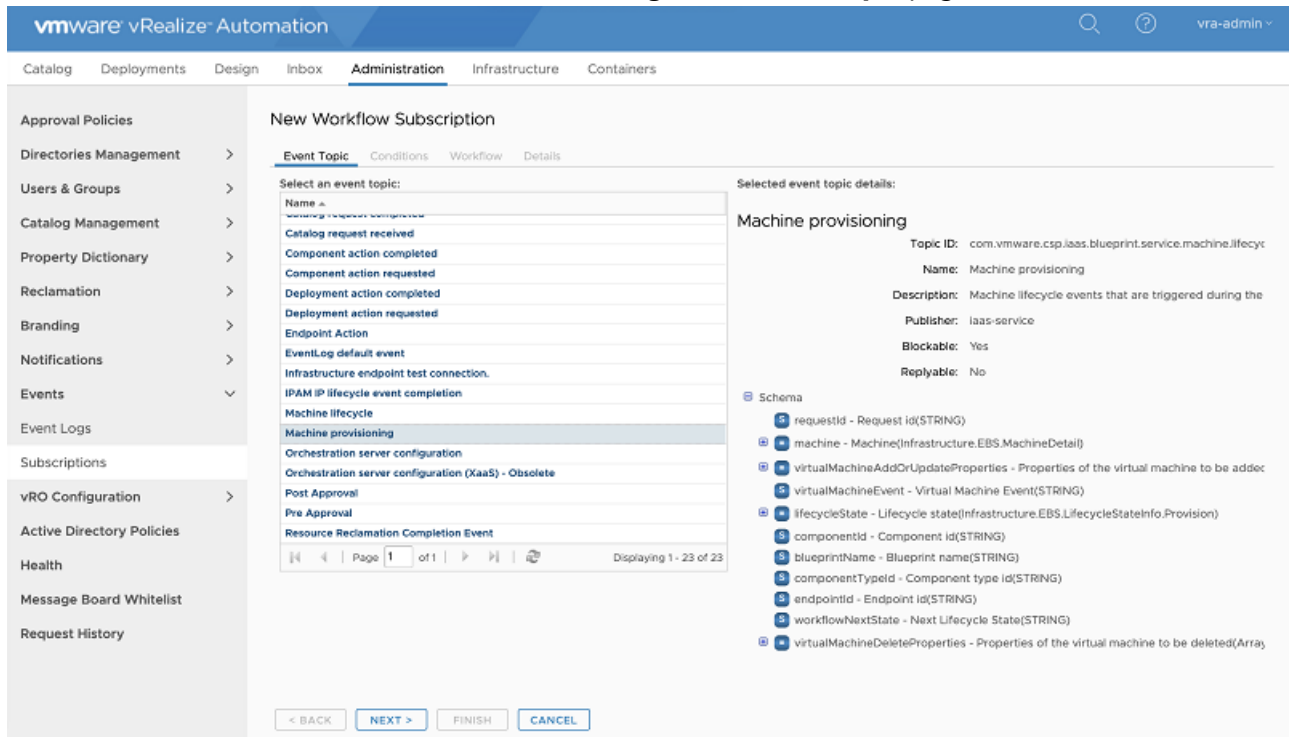 vmware vRealize Automation
vra-admin
Catalog Deployments Design Inbox Administration Infrastructure Containers
Approval Policies
Directories Management
Users & Groups
Catalog Management
Property Dictionary
Reclamation
Branding
Notifications
Events
Event Logs
Subscriptions
vRO Configuration
Active Directory Policies
Health
Message Board Whitelist
Request History
New Workflow Subscription
Event Topic Conditions Workflow Details
Select an event topic:
Name
Catalog request completed
Catalog request received
Component action completed
Component action requested
Deployment action completed
Deployment action requested
Endpoint Action
EventLog default event
Infrastructure endpoint test connection.
IPAM IP lifecycle event completion
Machine lifecycle
Machine provisioning
Orchestration server configuration
Orchestration server configuration (XaaS) - Obsolete
Post Approval
Pre Approval
Resource Reclamation Completion Event
Page 1 of 1 Displaying 1 - 23 of 23
Selected event topic details:
Machine provisioning
Topic ID: com.vmware.csp.iaas.blueprint.service.machine.lifecyc
Name: Machine provisioning
Description: Machine lifecycle events that are triggered during the
Publisher: iaas-service
Blockable: Yes
Replyable: No
Schema
S requestId - Request id(STRING)
machine - Machine(Infrastructure.EBS.MachineDetail)
virtualMachineAddOrUpdateProperties - Properties of the virtual machine to be added
S virtualMachineEvent - Virtual Machine Event(STRING)
lifecycleState - Lifecycle state(Infrastructure.EBS.LifecycleStateInfo.Provision)
S componentId - Component id(STRING)
S blueprintName - Blueprint name(STRING)
S componentTypeId - Component type id(STRING)
S endpointId - Endpoint id(STRING)
S workflowNextState - Next Lifecycle State(STRING)
virtualMachineDeleteProperties - Properties of the virtual machine to be deleted(Array
< BACK NEXT > FINISH CANCEL